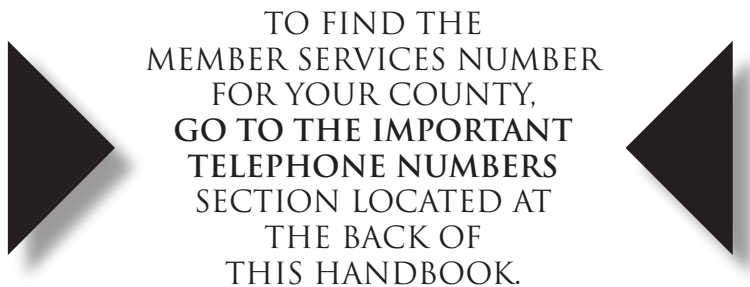 TO FIND THE
MEMBER SERVICES NUMBER
FOR YOUR COUNTY,
GO TO THE IMPORTANT
TELEPHONE NUMBERS
SECTION LOCATED AT
THE BACK OF
THIS HANDBOOK.